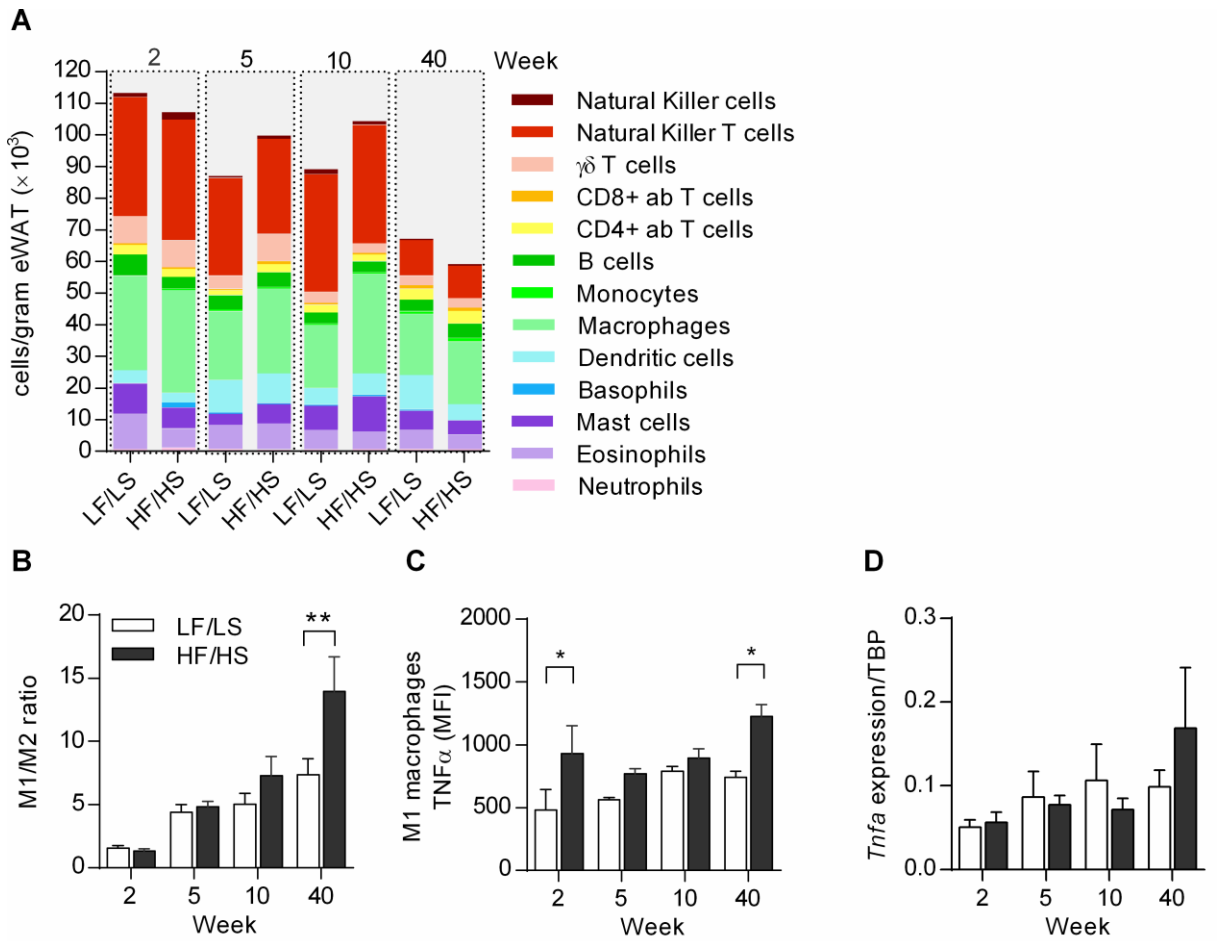 A
2 5 10 40 Week
120
110
100
90
80
70
60
50
40
30
20
10
0
cells/gram eWAT (× 10³)
LF/LS
HF/HS
LF/LS
HF/HS
LF/LS
HF/HS
LF/LS
HF/HS
Natural Killer cells
Natural Killer T cells
γδ T cells
CD8+ ab T cells
CD4+ ab T cells
B cells
Monocytes
Macrophages
Dendritic cells
Basophils
Mast cells
Eosinophils
Neutrophils
B
20
15
10
5
0
M1/M2 ratio
LF/LS
HF/HS
**
2 5 10 40
Week
C
2000
1500
1000
500
0
M1 macrophages
TNFα (MFI)
*
*
2 5 10 40
Week
D
0.3
0.2
0.1
0.0
Tnfa expression/TBP
2 5 10 40
Week